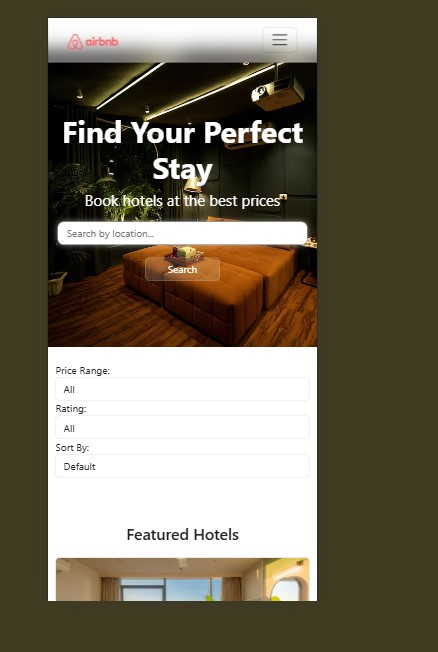 airbnb
Find Your Perfect
Stay
Book hotels at the best prices
Search by location...
Search
Price Range:
All
Rating:
All
Sort By:
Default
Featured Hotels